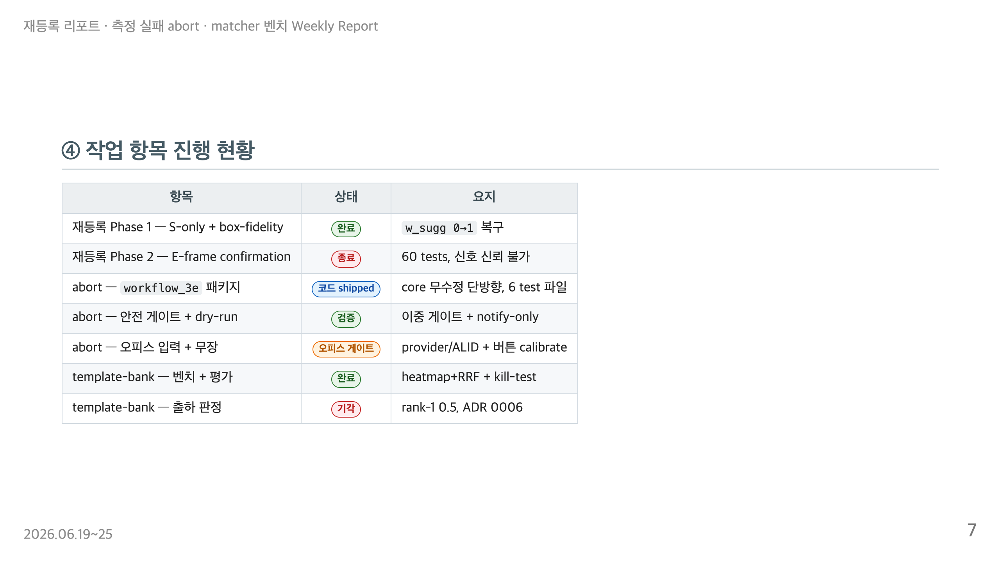 재등록 리포트 · 측정 실패 abort · matcher 벤치 Weekly Report
④ 작업 항목 진행 현황
항목 상태 요지
재등록 Phase 1 — S-only + box-fidelity 완료 w_sugg 0→1 복구
재등록 Phase 2 — E-frame confirmation 종료 60 tests, 신호 신뢰 불가
abort — workflow_3e 패키지 코드 shipped core 무수정 단방향, 6 test 파일
abort — 안전 게이트 + dry-run 검증 이중 게이트 + notify-only
abort — 오피스 입력 + 무장 오피스 게이트 provider/ALID + 버튼 calibrate
template-bank — 벤치 + 평가 완료 heatmap+RRF + kill-test
template-bank — 출하 판정 기각 rank-1 0.5, ADR 0006
2026.06.19~25
7